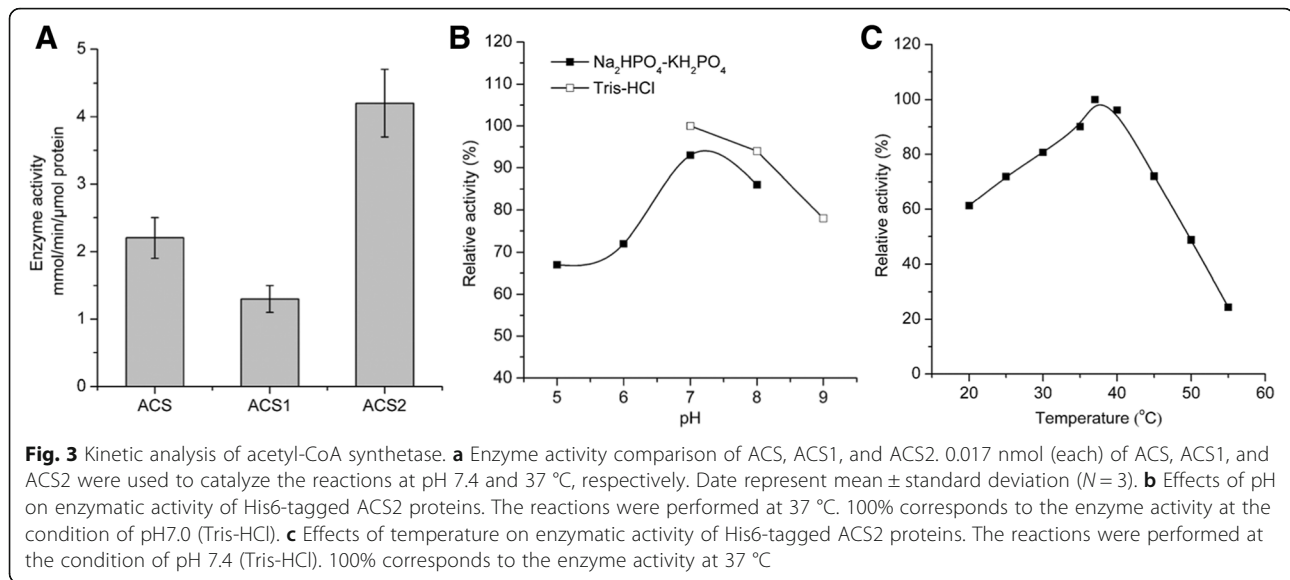 A
Enzyme activity
mmol/min/µmol protein
5
4
3
2
1
0
ACS ACS1 ACS2
B
Relative activity (%)
120
110
100
90
80
70
60
50
40
Na₂HPO₄-KH₂PO₄
Tris-HCl
5 6 7 8 9
pH
C
Relative activity (%)
120
100
80
60
40
20
0
20 30 40 50 60
Temperature (°C)
Fig. 3 Kinetic analysis of acetyl-CoA synthetase. a Enzyme activity comparison of ACS, ACS1, and ACS2. 0.017 nmol (each) of ACS, ACS1, and
ACS2 were used to catalyze the reactions at pH 7.4 and 37 °C, respectively. Date represent mean ± standard deviation (N = 3). b Effects of pH
on enzymatic activity of His6-tagged ACS2 proteins. The reactions were performed at 37 °C. 100% corresponds to the enzyme activity at the
condition of pH7.0 (Tris-HCl). c Effects of temperature on enzymatic activity of His6-tagged ACS2 proteins. The reactions were performed at
the condition of pH 7.4 (Tris-HCl). 100% corresponds to the enzyme activity at 37 °C